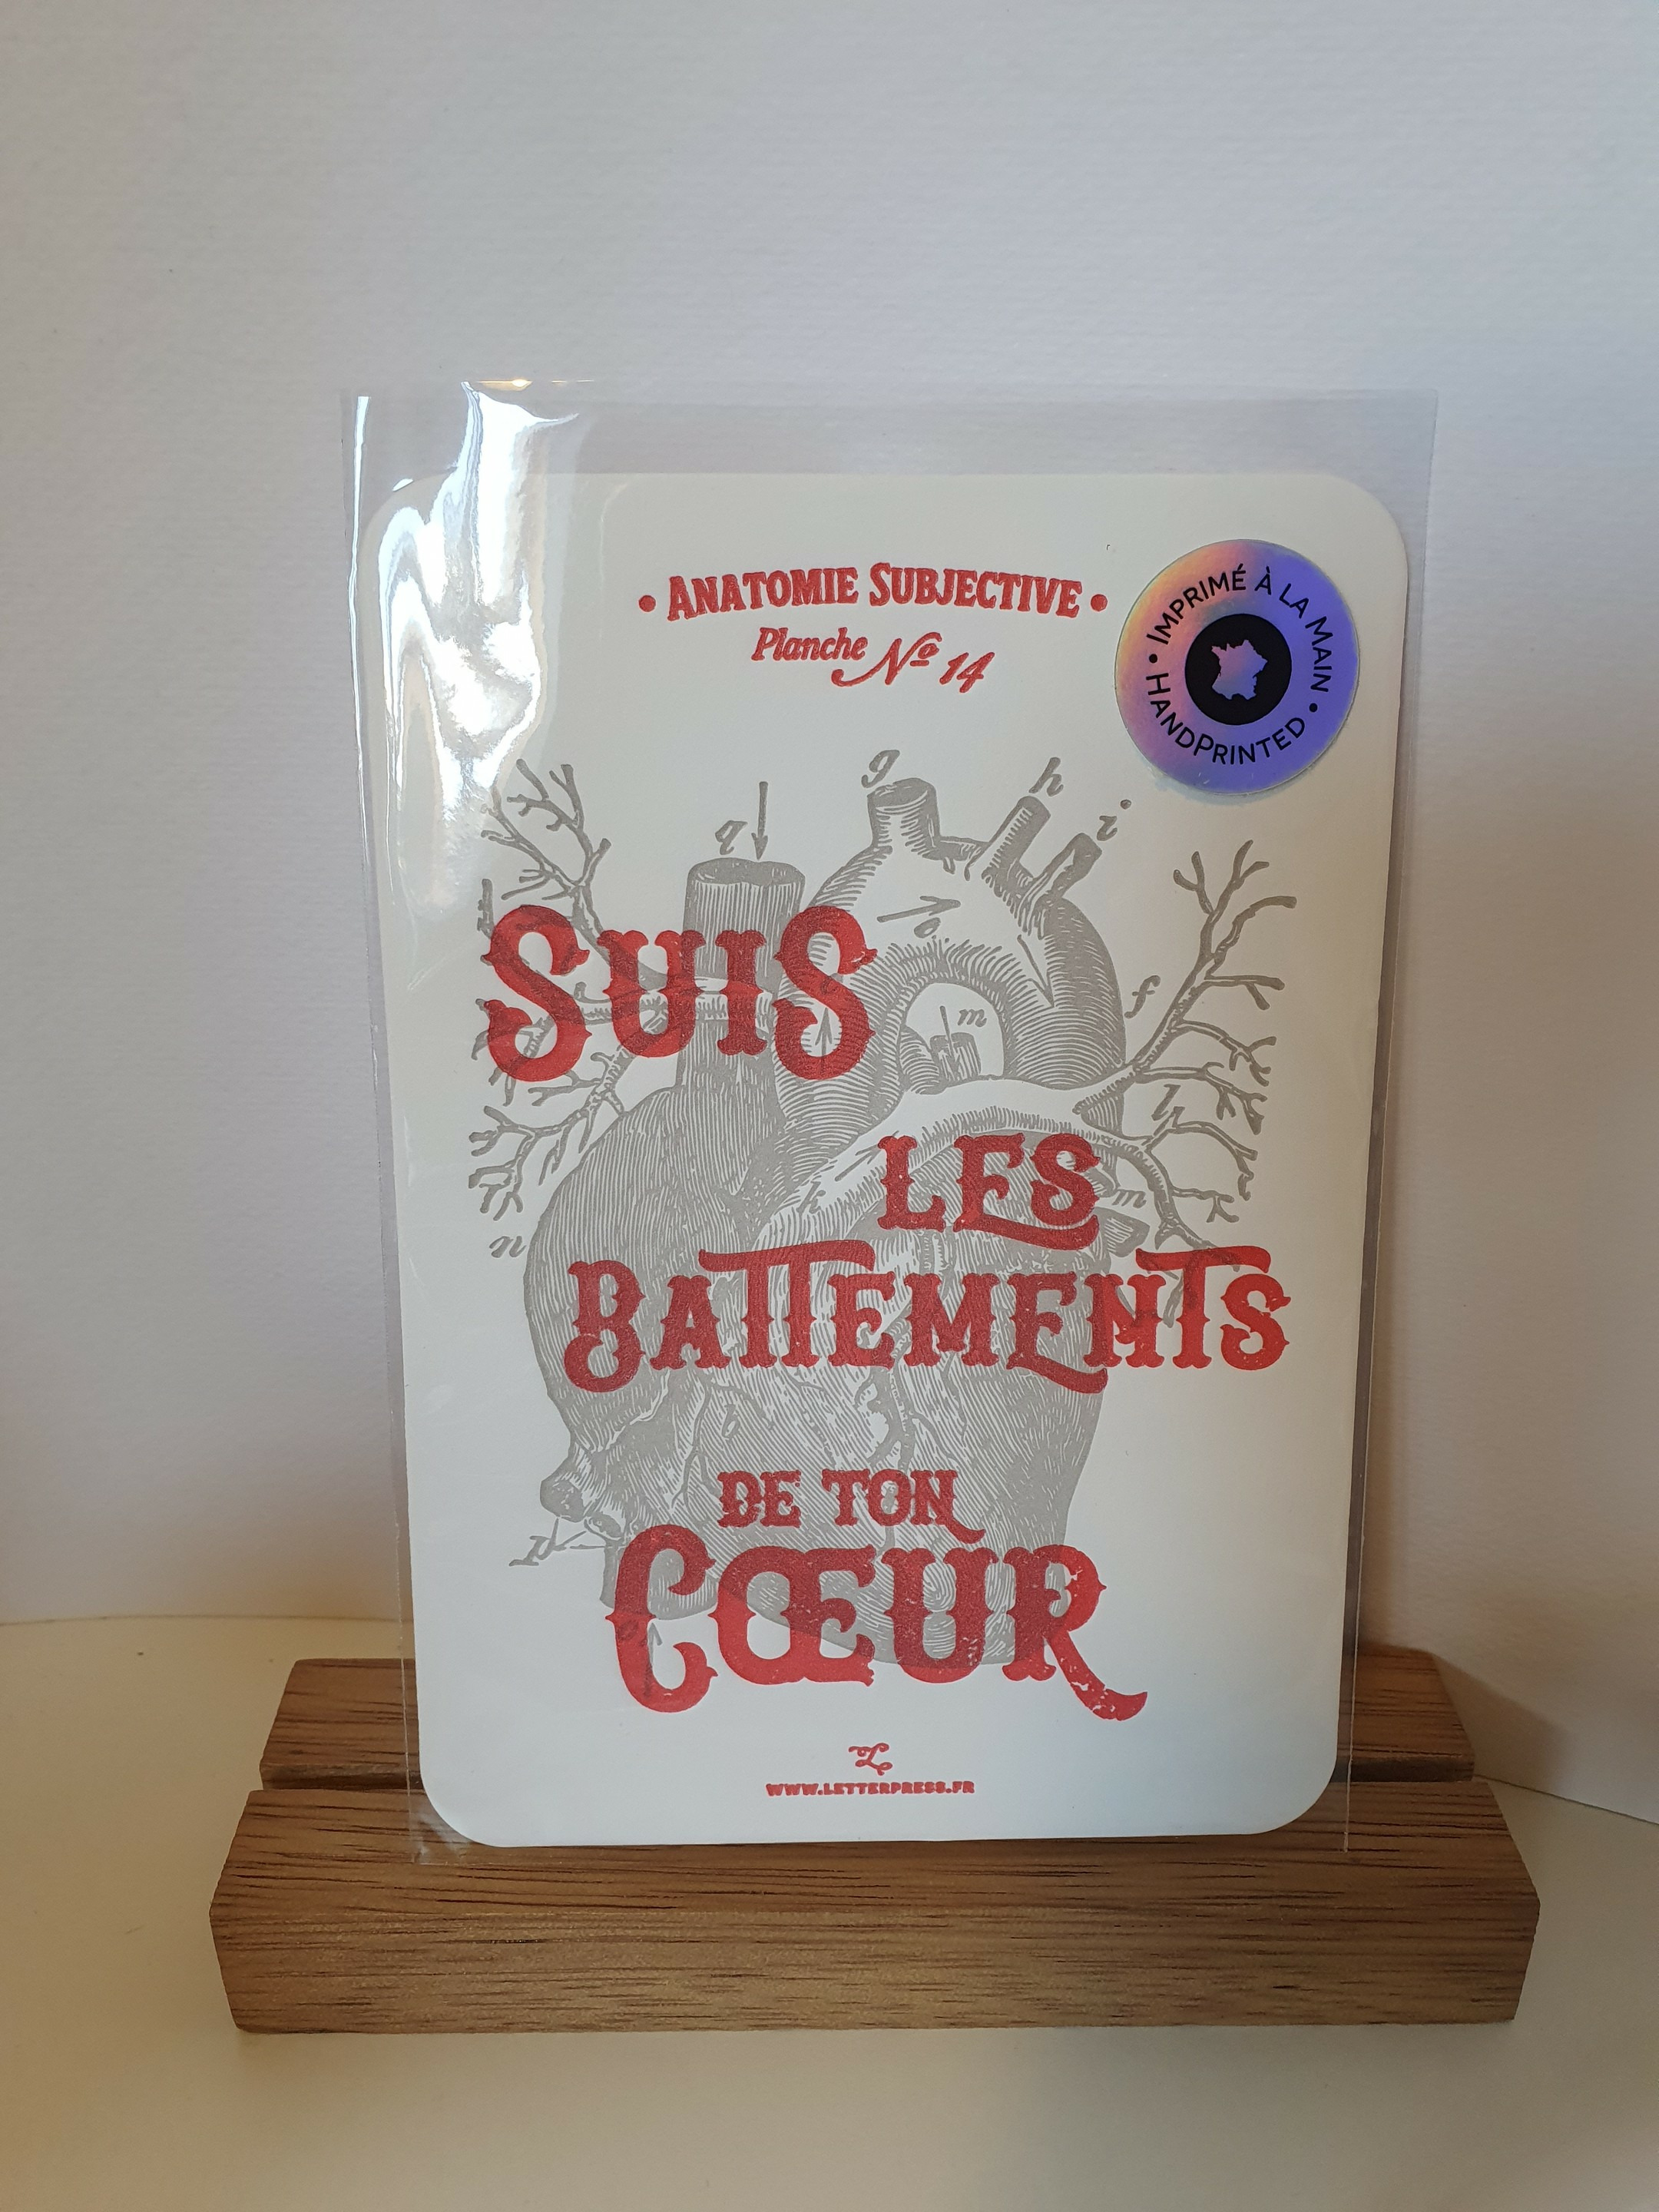 • ANATOMIE SUBJECTIVE •
Planche Nº 14
• IMPRIMÉ À LA MAIN •
HANDPRINTED
g
h
i
q
o
SUIS
f
m
l
LES
m
n
BATTEMENTS
DE TON
CŒUR
WWW.LETTERPRESS.FR